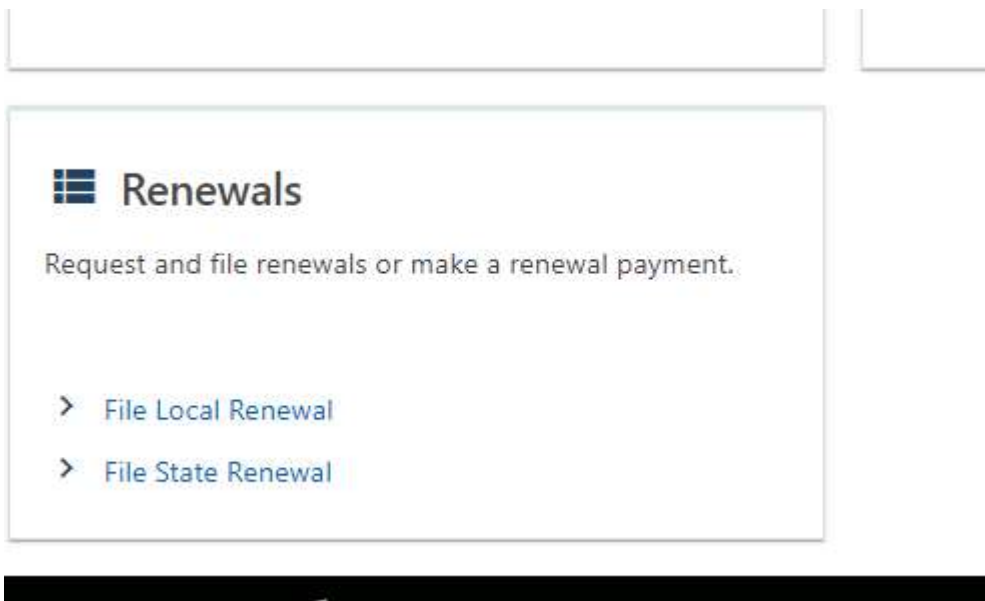 Renewals
Request and file renewals or make a renewal payment.
File Local Renewal
File State Renewal